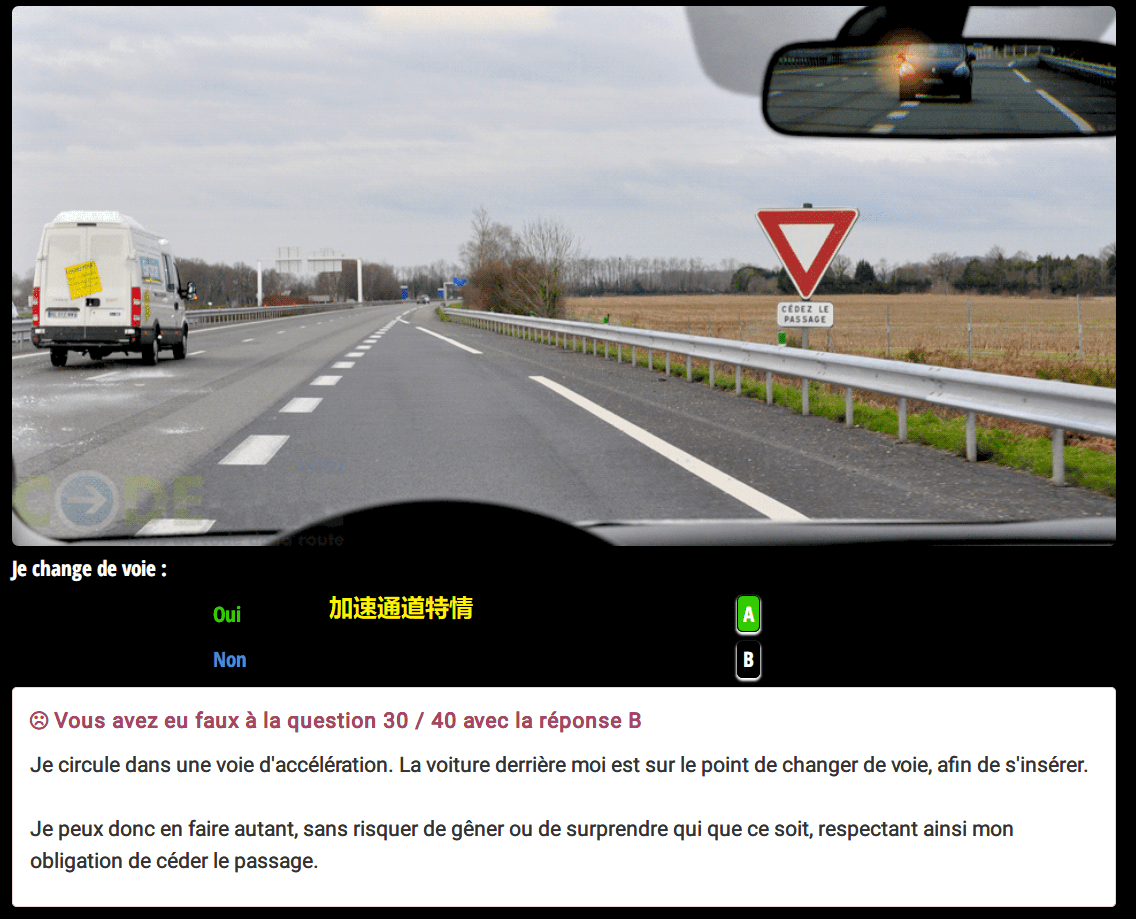 CÉDEZ LE
PASSAGE
CODE
la route
Je change de voie :
Oui
加速通道特情
A
Non
B
Vous avez eu faux à la question 30 / 40 avec la réponse B
Je circule dans une voie d'accélération. La voiture derrière moi est sur le point de changer de voie, afin de s'insérer.
Je peux donc en faire autant, sans risquer de gêner ou de surprendre qui que ce soit, respectant ainsi mon
obligation de céder le passage.